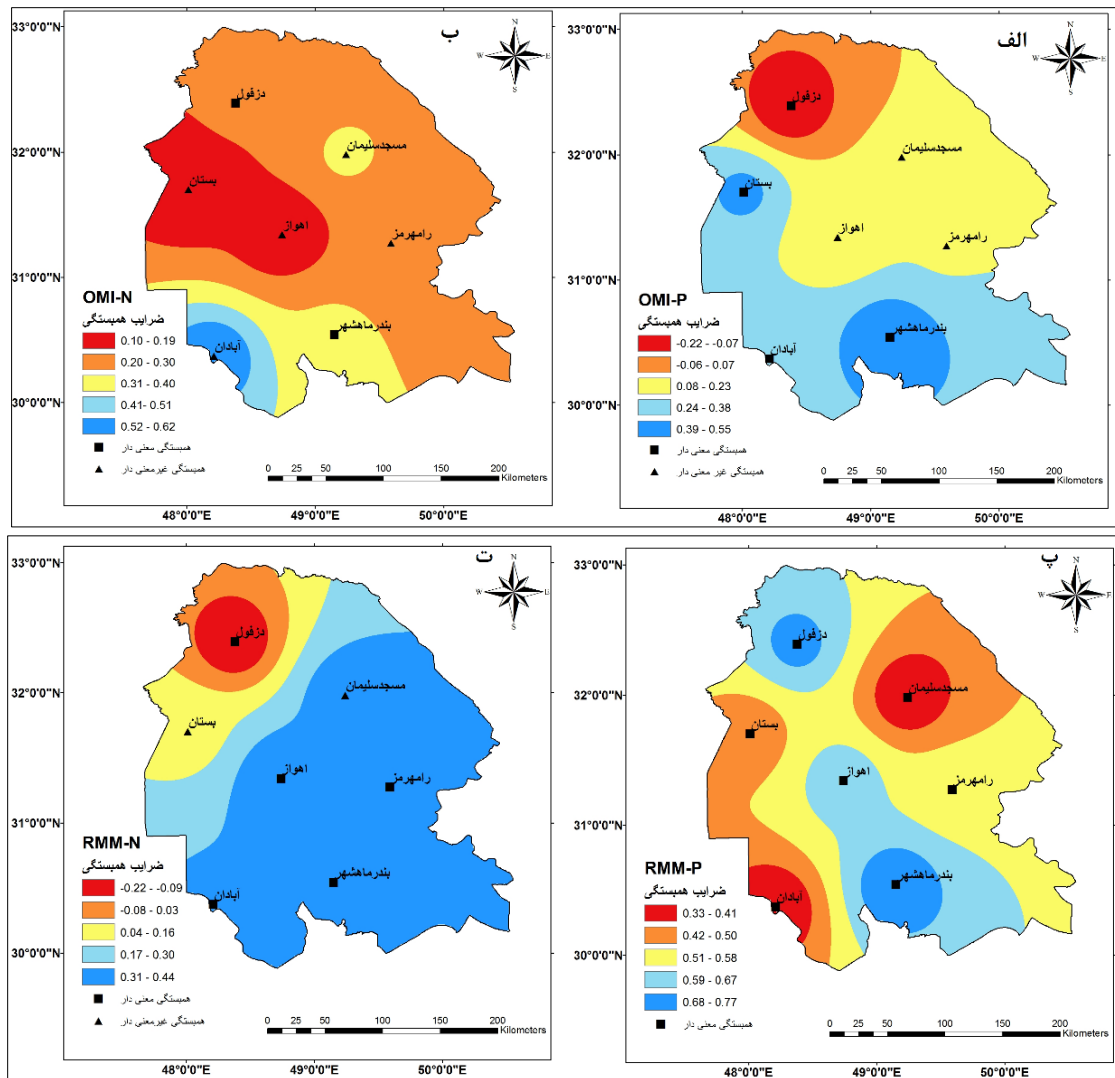 الف
N
W
E
S
دزفول
مسجدسلیمان
بستان
اهواز
رامهرمز
بندرماهشهر
آبادان
OMI-P
ضرایب همبستگی
-0.22 - -0.07
-0.06 - 0.07
0.08 - 0.23
0.24 - 0.38
0.39 - 0.55
همبستگی معنی دار
همبستگی غیر معنی دار
0 25 50 100 150 200
Kilometers
33°0'0"N
32°0'0"N
31°0'0"N
30°0'0"N
48°0'0"E
49°0'0"E
50°0'0"E
ب
N
W
E
S
دزفول
مسجدسلیمان
بستان
اهواز
رامهرمز
بندرماهشهر
آبادان
OMI-N
ضرایب همبستگی
0.10 - 0.19
0.20 - 0.30
0.31 - 0.40
0.41- 0.51
0.52 - 0.62
همبستگی معنی دار
همبستگی غیرمعنی دار
0 25 50 100 150 200
Kilometers
33°0'0"N
32°0'0"N
31°0'0"N
30°0'0"N
48°0'0"E
49°0'0"E
50°0'0"E
پ
N
W
E
S
دزفول
مسجدسلیمان
بستان
اهواز
رامهرمز
بندرماهشهر
آبادان
RMM-P
ضرایب همبستگی
0.33 - 0.41
0.42 - 0.50
0.51 - 0.58
0.59 - 0.67
0.68 - 0.77
همبستگی معنی دار
0 25 50 100 150 200
Kilometers
33°0'0"N
32°0'0"N
31°0'0"N
30°0'0"N
48°0'0"E
49°0'0"E
50°0'0"E
ت
N
W
E
S
دزفول
مسجدسلیمان
بستان
اهواز
رامهرمز
بندرماهشهر
آبادان
RMM-N
ضرایب همبستگی
-0.22 - -0.09
-0.08 - 0.03
0.04 - 0.16
0.17 - 0.30
0.31 - 0.44
همبستگی معنی دار
همبستگی غیرمعنی دار
0 25 50 100 150 200
Kilometers
33°0'0"N
32°0'0"N
31°0'0"N
30°0'0"N
48°0'0"E
49°0'0"E
50°0'0"E